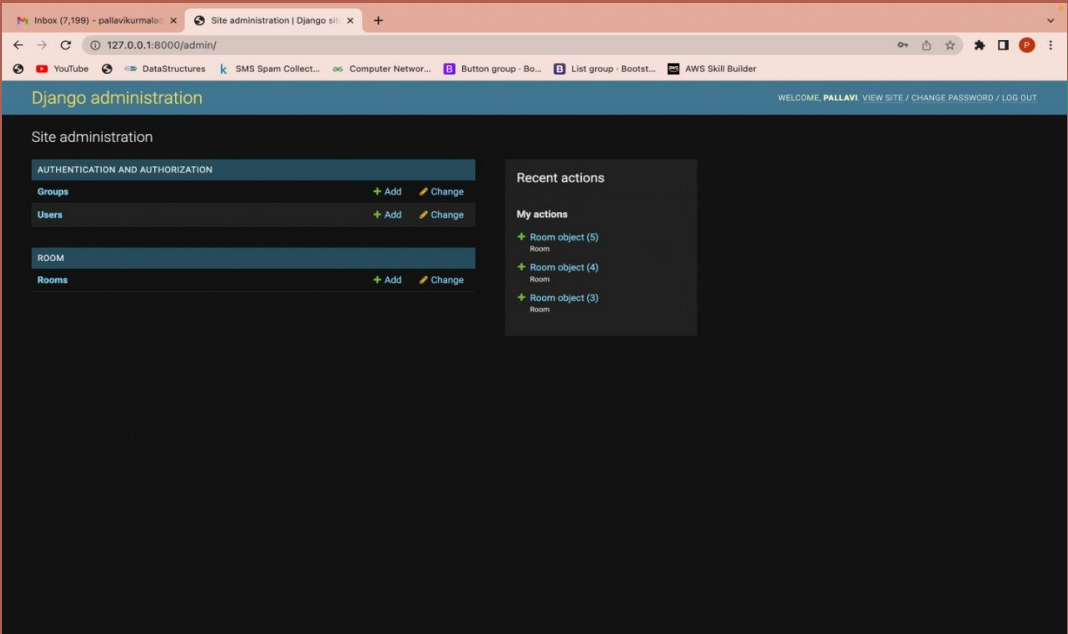 Inbox (7,199) - pallavikurmala
Site administration | Django sit
127.0.0.1:8000/admin/
P
YouTube DataStructures SMS Spam Collect... Computer Networ... Button group · Bo... List group · Bootst... AWS Skill Builder
Django administration
WELCOME, PALLAVI. VIEW SITE / CHANGE PASSWORD / LOG OUT
Site administration
AUTHENTICATION AND AUTHORIZATION
Groups Add Change
Users Add Change
ROOM
Rooms Add Change
Recent actions
My actions
Room object (5)
Room
Room object (4)
Room
Room object (3)
Room